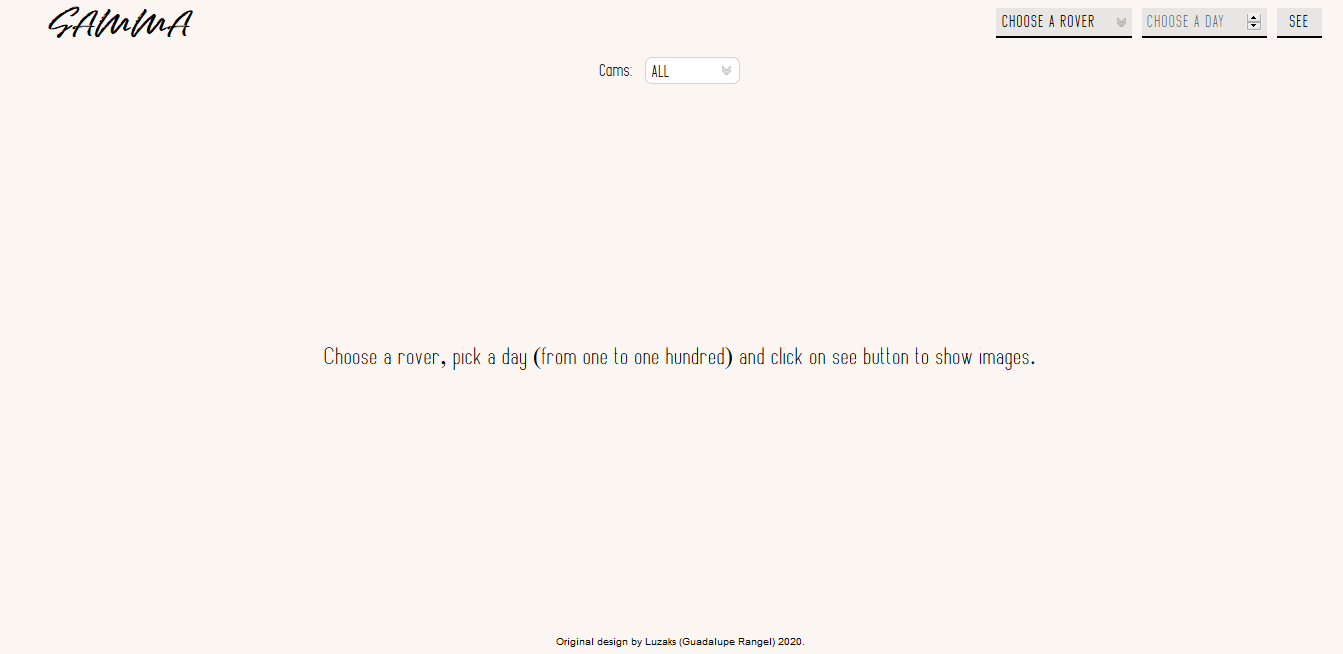 SAMMA
CHOOSE A ROVER
CHOOSE A DAY
SEE
Cams: ALL
Choose a rover, pick a day (from one to one hundred) and click on see button to show images.
Original design by Luzaks (Guadalupe Rangel) 2020.